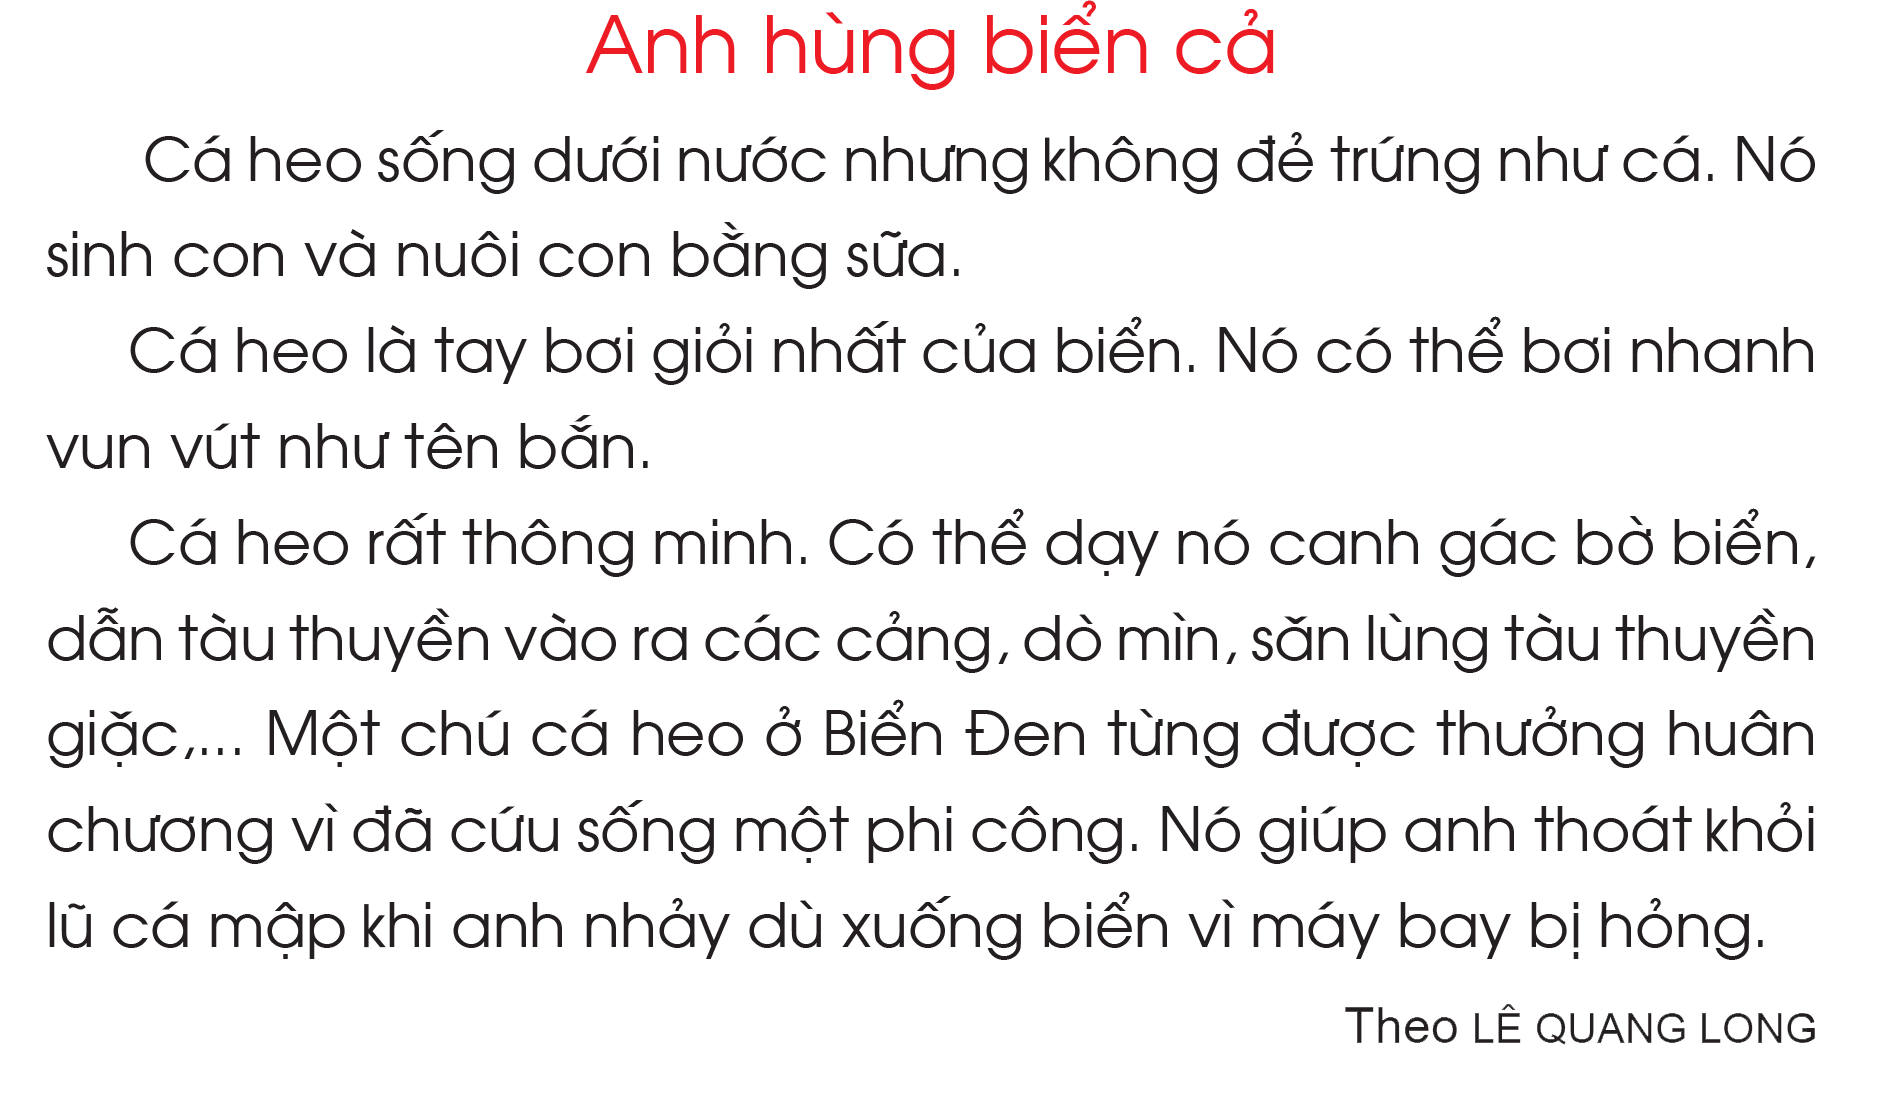 Anh hùng biển cả
Cá heo sống dưới nước nhưng không đẻ trứng như cá. Nó
sinh con và nuôi con bằng sữa.
Cá heo là tay bơi giỏi nhất của biển. Nó có thể bơi nhanh
vun vút như tên bắn.
Cá heo rất thông minh. Có thể dạy nó canh gác bờ biển,
dẫn tàu thuyền vào ra các cảng, dò mìn, săn lùng tàu thuyền
giặc,... Một chú cá heo ở Biển Đen từng được thưởng huân
chương vì đã cứu sống một phi công. Nó giúp anh thoát khỏi
lũ cá mập khi anh nhảy dù xuống biển vì máy bay bị hỏng.
Theo LÊ QUANG LONG